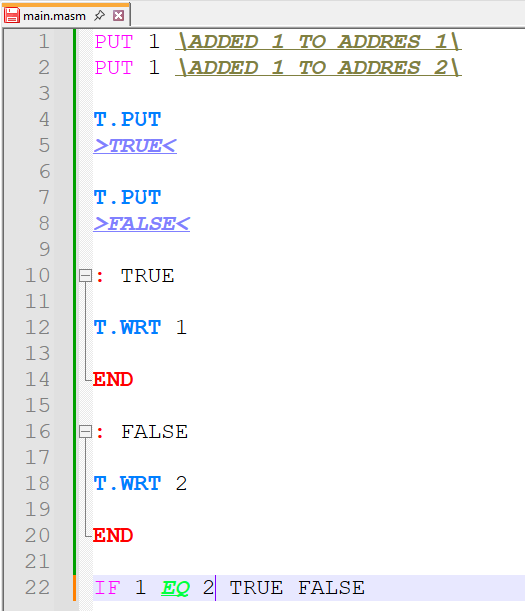 main.masm
1 PUT 1 \ADDED 1 TO ADDRES 1\
2 PUT 1 \ADDED 1 TO ADDRES 2\
3
4 T.PUT
5 >TRUE<
6
7 T.PUT
8 >FALSE<
9
10 : TRUE
11
12 T.WRT 1
13
14 END
15
16 : FALSE
17
18 T.WRT 2
19
20 END
21
22 IF 1 EQ 2 TRUE FALSE